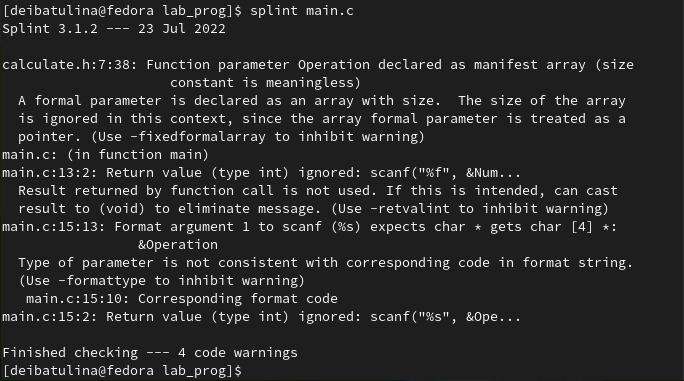 [deibatulina@fedora lab_prog]$ splint main.c
Splint 3.1.2 --- 23 Jul 2022
calculate.h:7:38: Function parameter Operation declared as manifest array (size
constant is meaningless)
A formal parameter is declared as an array with size.  The size of the array
is ignored in this context, since the array formal parameter is treated as a
pointer. (Use -fixedformalarray to inhibit warning)
main.c: (in function main)
main.c:13:2: Return value (type int) ignored: scanf("%f", &Num...
Result returned by function call is not used. If this is intended, can cast
result to (void) to eliminate message. (Use -retvalint to inhibit warning)
main.c:15:13: Format argument 1 to scanf (%s) expects char * gets char [4] *:
&Operation
Type of parameter is not consistent with corresponding code in format string.
(Use -formattype to inhibit warning)
main.c:15:10: Corresponding format code
main.c:15:2: Return value (type int) ignored: scanf("%s", &Ope...
Finished checking --- 4 code warnings
[deibatulina@fedora lab_prog]$